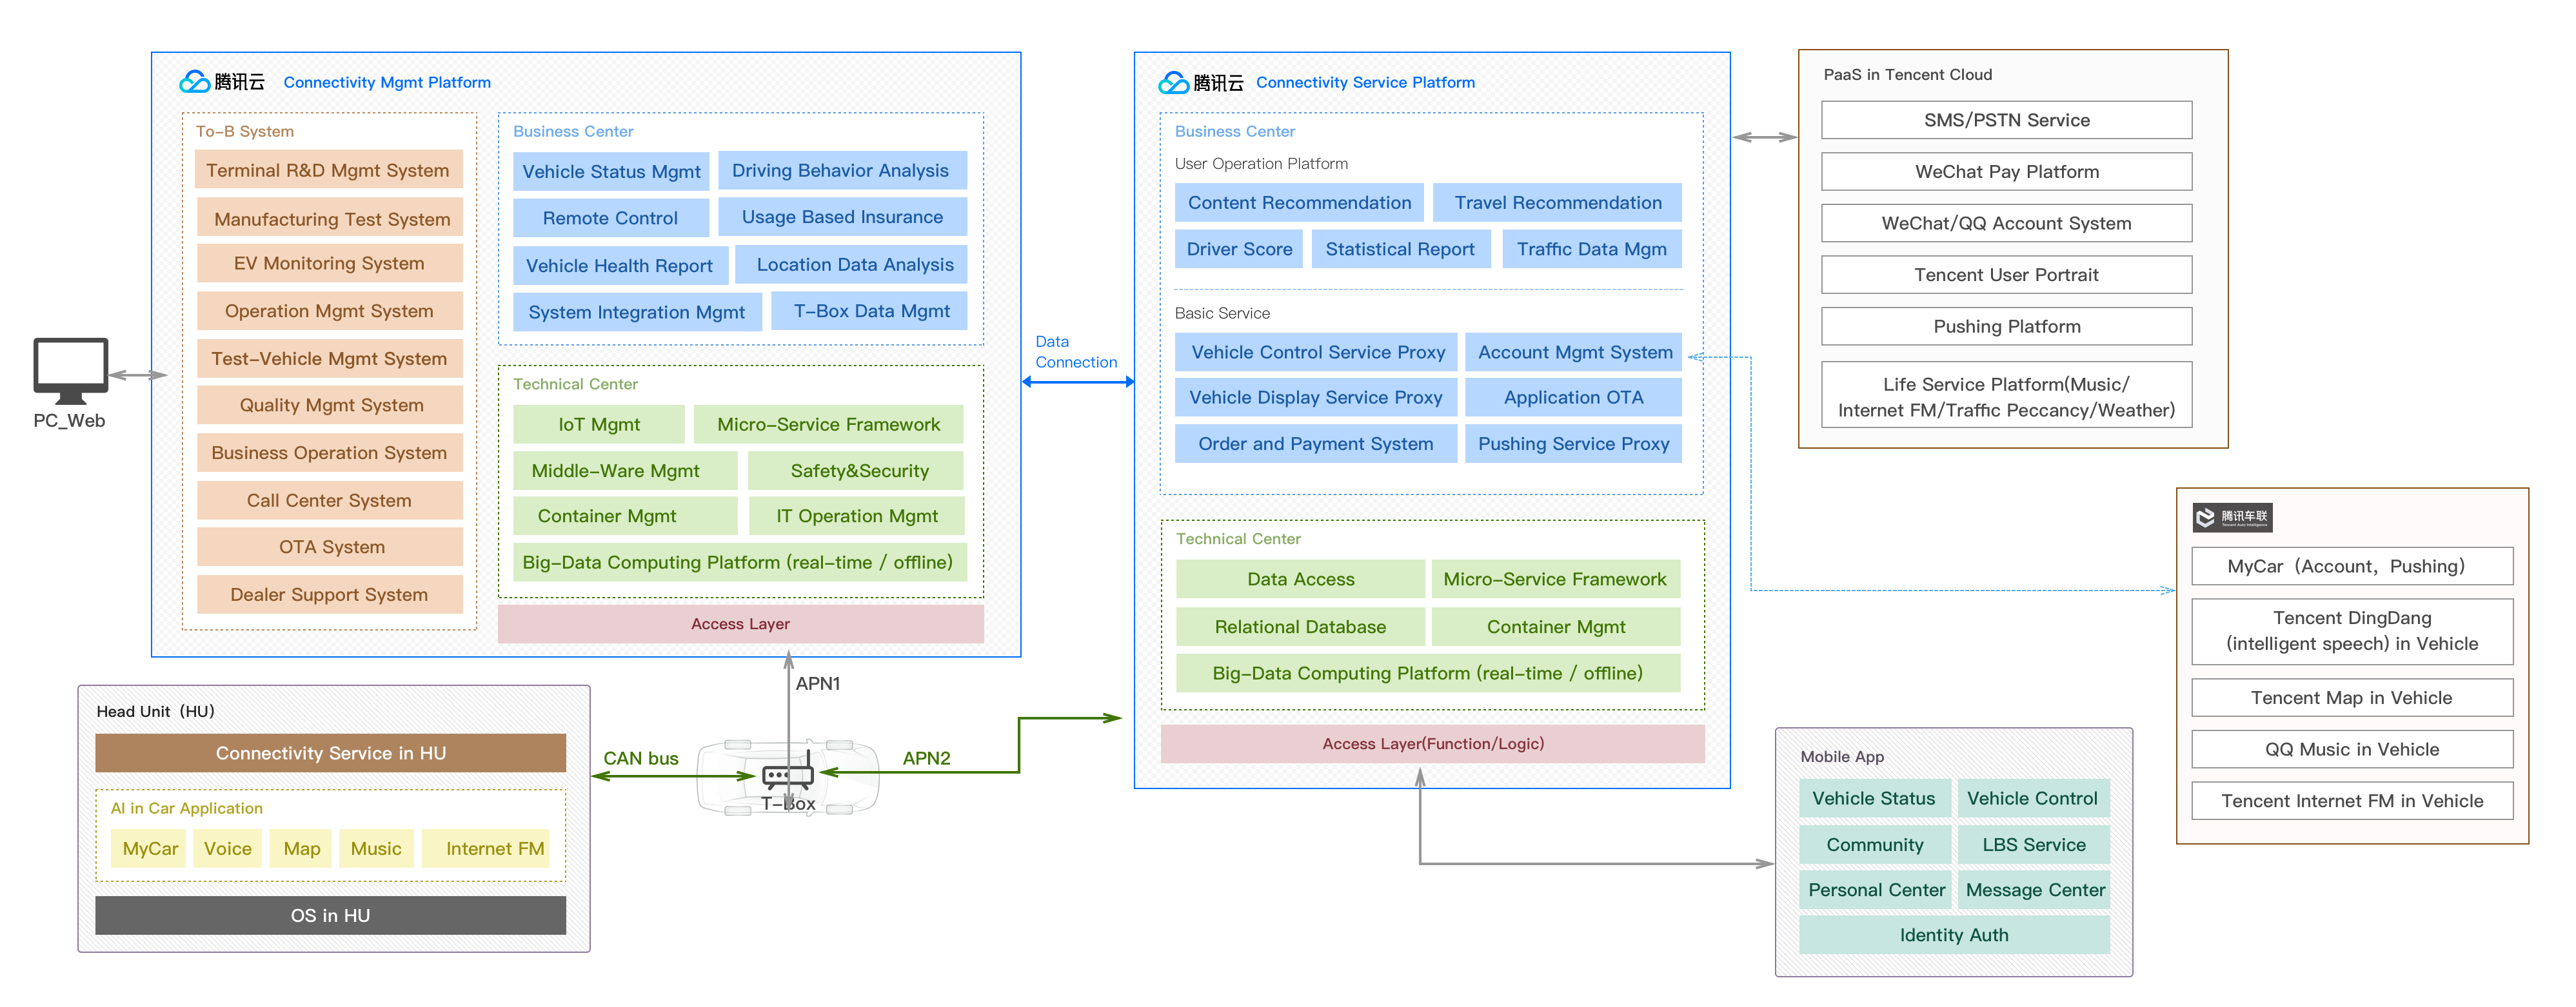 腾讯云 Connectivity Mgmt Platform
To-B System
Terminal R&D Mgmt System
Manufacturing Test System
EV Monitoring System
Operation Mgmt System
Test-Vehicle Mgmt System
Quality Mgmt System
Business Operation System
Call Center System
OTA System
Dealer Support System
Business Center
Vehicle Status Mgmt
Driving Behavior Analysis
Remote Control
Usage Based Insurance
Vehicle Health Report
Location Data Analysis
System Integration Mgmt
T-Box Data Mgmt
Technical Center
IoT Mgmt
Micro-Service Framework
Middle-Ware Mgmt
Safety&Security
Container Mgmt
IT Operation Mgmt
Big-Data Computing Platform (real-time / offline)
Access Layer
PC_Web
Data
Connection
腾讯云 Connectivity Service Platform
Business Center
User Operation Platform
Content Recommendation
Travel Recommendation
Driver Score
Statistical Report
Traffic Data Mgm
Basic Service
Vehicle Control Service Proxy
Account Mgmt System
Vehicle Display Service Proxy
Application OTA
Order and Payment System
Pushing Service Proxy
Technical Center
Data Access
Micro-Service Framework
Relational Database
Container Mgmt
Big-Data Computing Platform (real-time / offline)
Access Layer(Function/Logic)
PaaS in Tencent Cloud
SMS/PSTN Service
WeChat Pay Platform
WeChat/QQ Account System
Tencent User Portrait
Pushing Platform
Life Service Platform(Music/
Internet FM/Traffic Peccancy/Weather)
腾讯车联
Tencent Auto Intelligence
MyCar（Account，Pushing）
Tencent DingDang
(intelligent speech) in Vehicle
Tencent Map in Vehicle
QQ Music in Vehicle
Tencent Internet FM in Vehicle
Head Unit（HU）
Connectivity Service in HU
AI in Car Application
MyCar
Voice
Map
Music
Internet FM
OS in HU
CAN bus
APN1
T-Box
APN2
Mobile App
Vehicle Status
Vehicle Control
Community
LBS Service
Personal Center
Message Center
Identity Auth